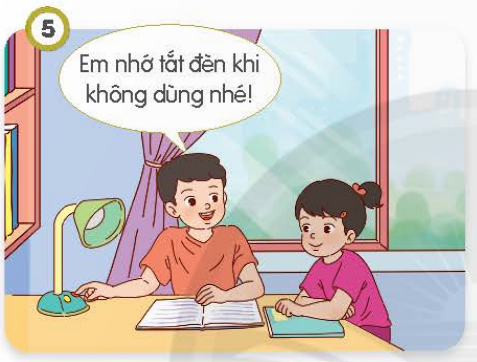 5
Em nhớ tắt đèn khi
không dùng nhé!